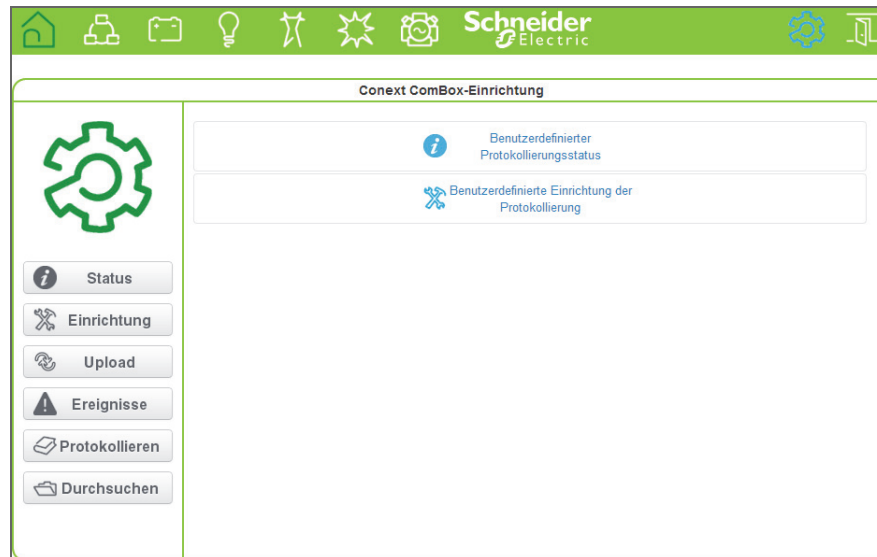 Schneider
Electric
Conext ComBox-Einrichtung
Benutzerdefinierter
Protokollierungsstatus
Benutzerdefinierte Einrichtung der
Protokollierung
Status
Einrichtung
Upload
Ereignisse
Protokollieren
Durchsuchen